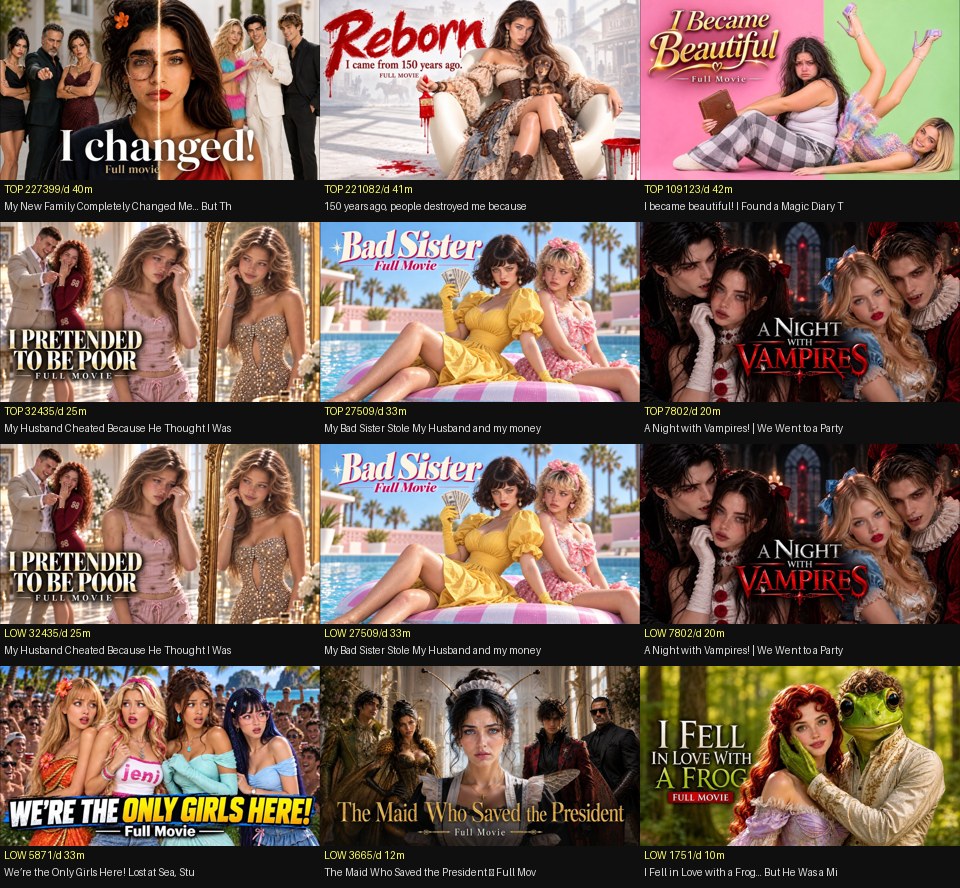 I changed!
Full movie
TOP 227399/d 40m
My New Family Completely Changed Me... But Th
Reborn
I came from 150 years ago.
FULL MOVIE
TOP 221082/d 41m
150 years ago, people destroyed me because
I Became
Beautiful
Full Movie
TOP 109123/d 42m
I became beautiful! I Found a Magic Diary T
I PRETENDED
TO BE POOR
FULL MOVIE
TOP 32435/d 25m
My Husband Cheated Because He Thought I Was
Bad Sister
Full Movie
TOP 27509/d 33m
My Bad Sister Stole My Husband and my money
A NIGHT
WITH
VAMPIRES
TOP 7802/d 20m
A Night with Vampires! | We Went to a Party
I PRETENDED
TO BE POOR
FULL MOVIE
LOW 32435/d 25m
My Husband Cheated Because He Thought I Was
Bad Sister
Full Movie
LOW 27509/d 33m
My Bad Sister Stole My Husband and my money
A NIGHT
WITH
VAMPIRES
LOW 7802/d 20m
A Night with Vampires! | We Went to a Party
jenj
WE'RE THE ONLY GIRLS HERE!
Full Movie
LOW 5871/d 33m
We're the Only Girls Here! Lost at Sea, Stu
The Maid Who Saved the President
Full Movie
LOW 3665/d 12m
The Maid Who Saved the President Full Mov
I FELL
IN LOVE WITH
A FROG
FULL MOVIE
LOW 1751/d 10m
I Fell in Love with a Frog... But He Was a Mi